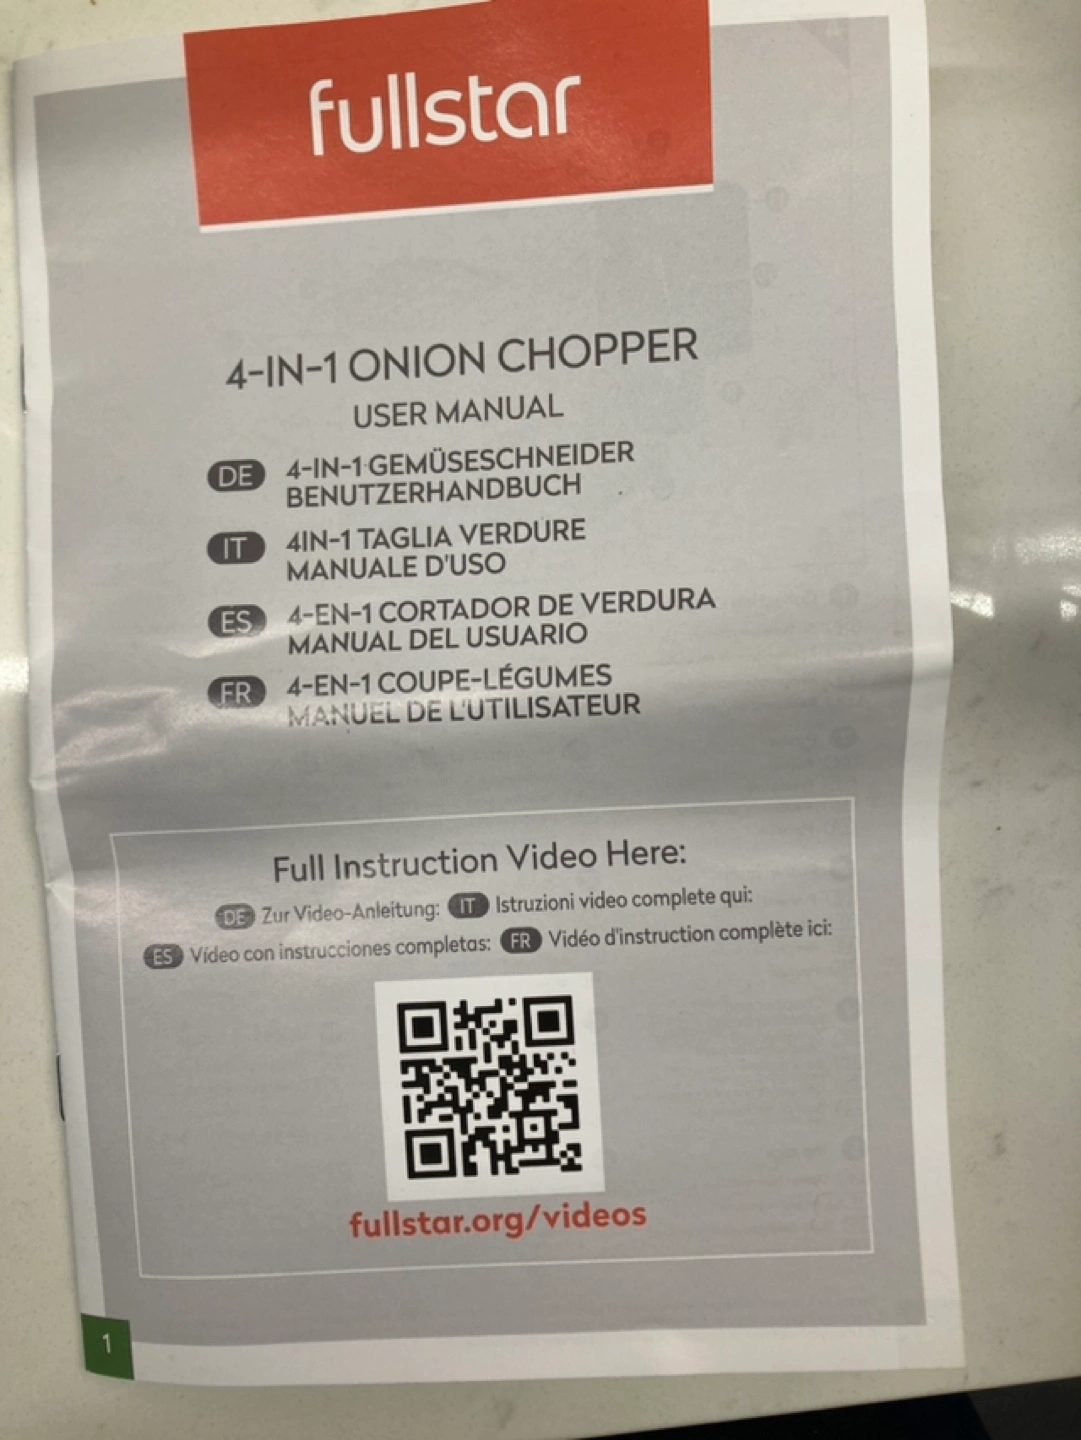 fullstar
4-IN-1 ONION CHOPPER
USER MANUAL
DE 4-IN-1 GEMÜSESCHNEIDER
BENUTZERHANDBUCH
IT 4IN-1 TAGLIA VERDURE
MANUALE D'USO
ES 4-EN-1 CORTADOR DE VERDURA
MANUAL DEL USUARIO
FR 4-EN-1 COUPE-LÉGUMES
MANUEL DE L'UTILISATEUR
Full Instruction Video Here:
DE Zur Video-Anleitung: IT Istruzioni video complete qui:
ES Vídeo con instrucciones completas: FR Vidéo d'instruction complète ici:
fullstar.org/videos
1